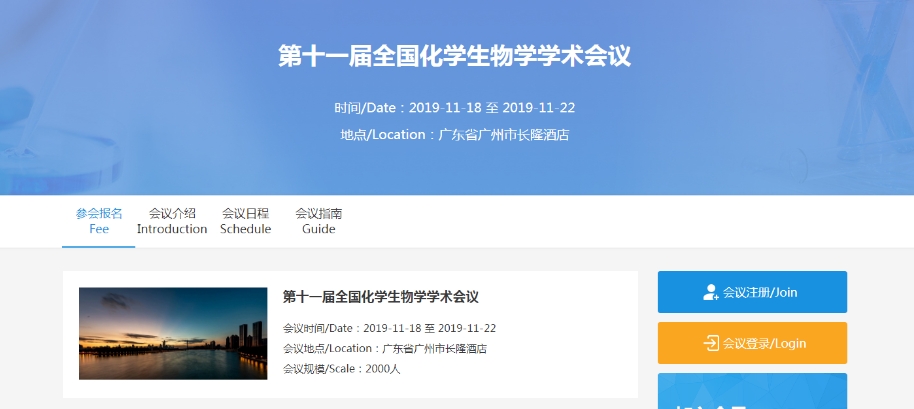 第十一届全国化学生物学学术会议
时间/Date：2019-11-18 至 2019-11-22
地点/Location：广东省广州市长隆酒店
参会报名 会议介绍 会议日程 会议指南
Fee Introduction Schedule Guide
第十一届全国化学生物学学术会议
会议时间/Date：2019-11-18 至 2019-11-22
会议地点/Location：广东省广州市长隆酒店
会议规模/Scale：2000人
会议注册/Join
会议登录/Login